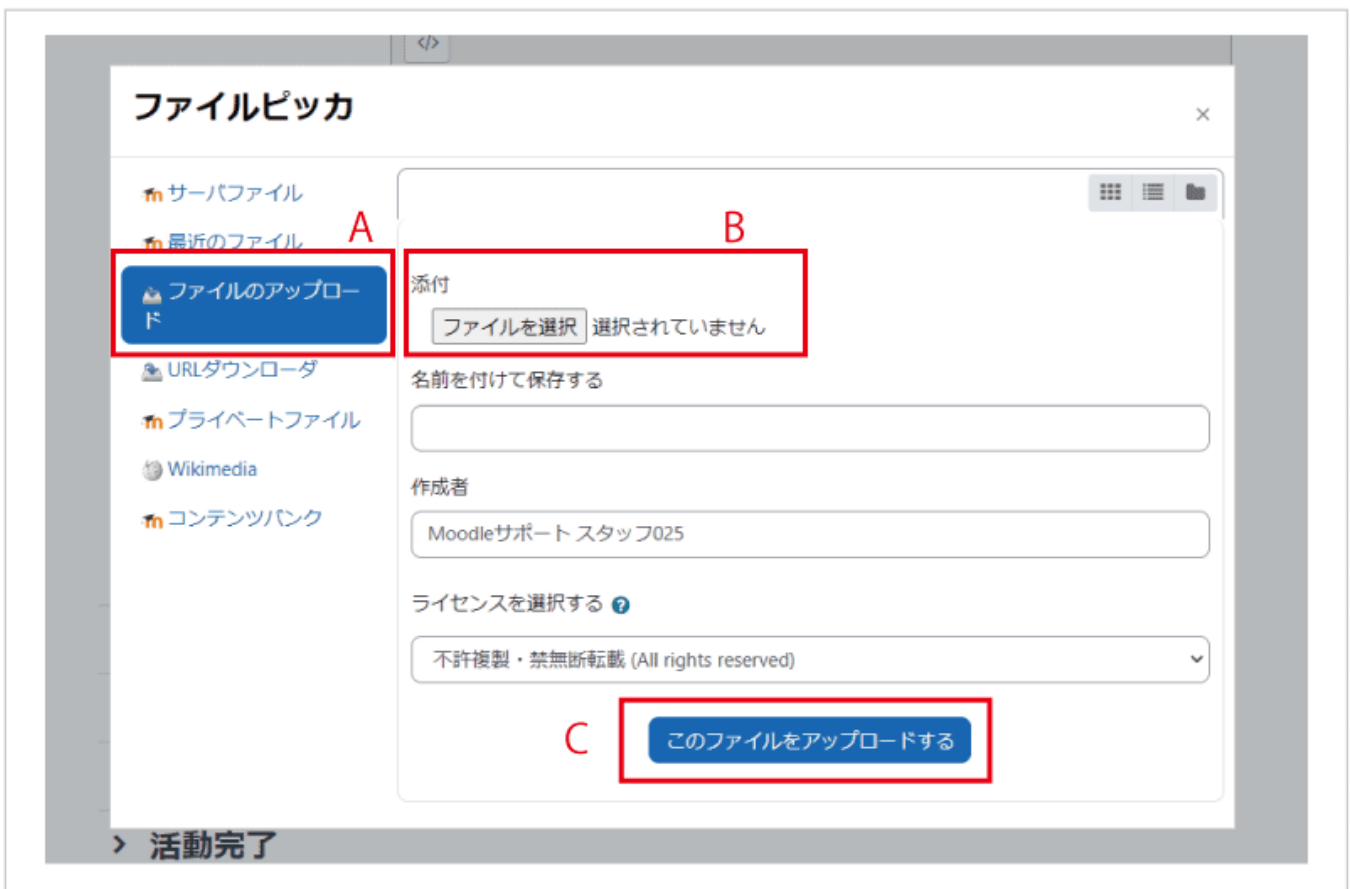 </>
ファイルピッカ
×
サーバファイル
最近のファイル
A
B
ファイルのアップロー
ド
添付
ファイルを選択 選択されていません
URLダウンローダ
名前を付けて保存する
プライベートファイル
Wikimedia
作成者
コンテンツバンク
Moodleサポート スタッフ025
ライセンスを選択する
?
不許複製・禁無断転載 (All rights reserved)
C
このファイルをアップロードする
活動完了